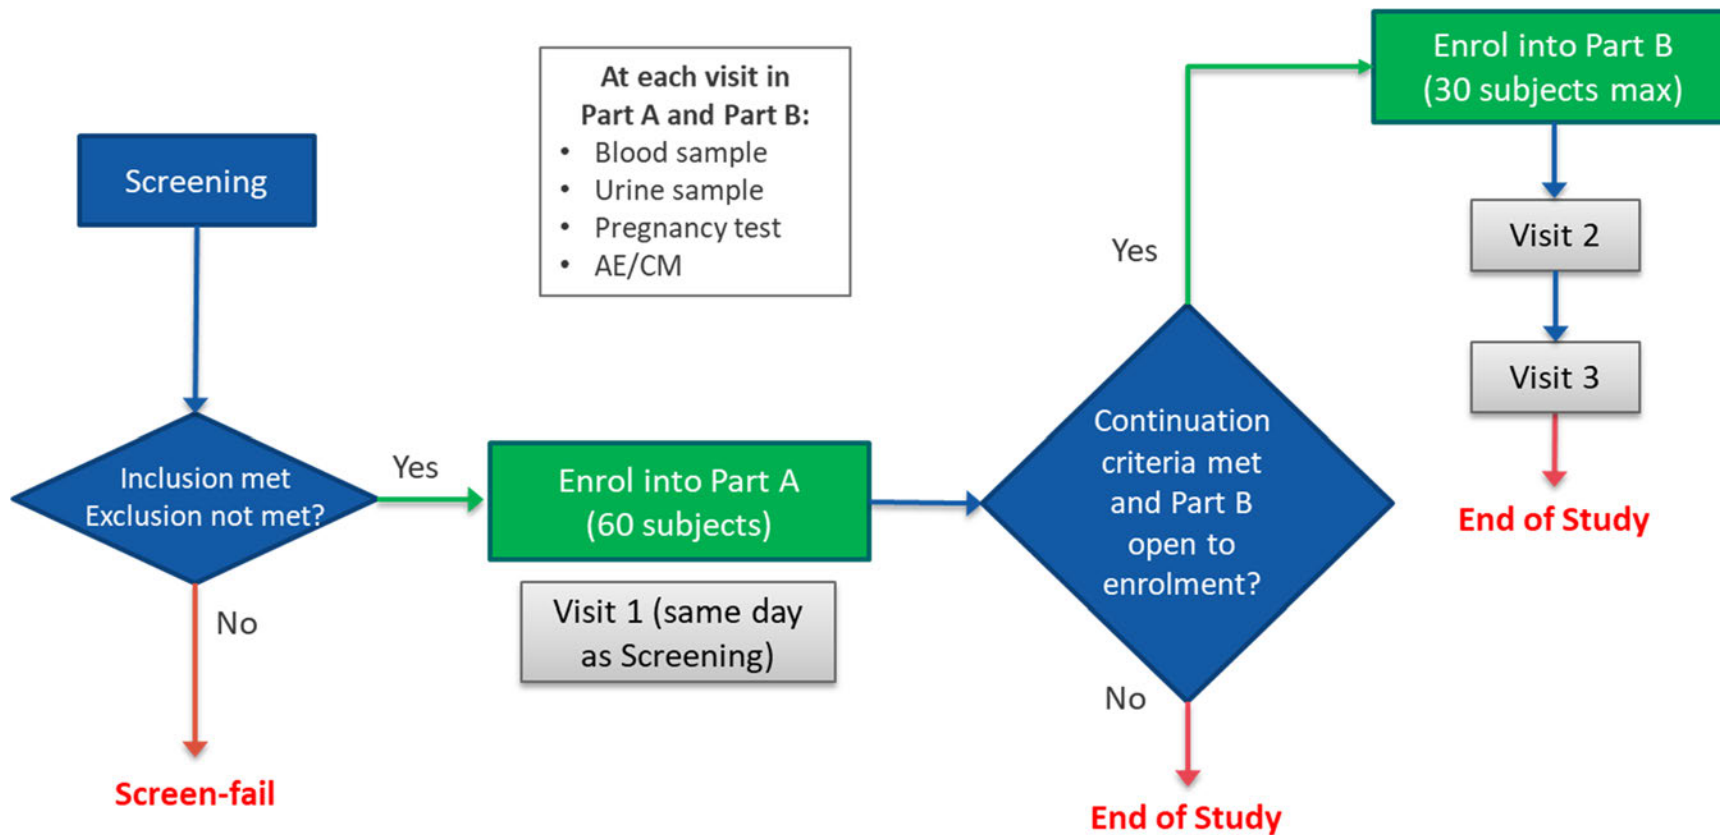 Screening
Inclusion met
Exclusion not met?
Yes
No
Screen-fail
At each visit in
Part A and Part B:
• Blood sample
• Urine sample
• Pregnancy test
• AE/CM
Enrol into Part A
(60 subjects)
Visit 1 (same day
as Screening)
Continuation
criteria met
and Part B
open to
enrolment?
Yes
No
End of Study
Enrol into Part B
(30 subjects max)
Visit 2
Visit 3
End of Study